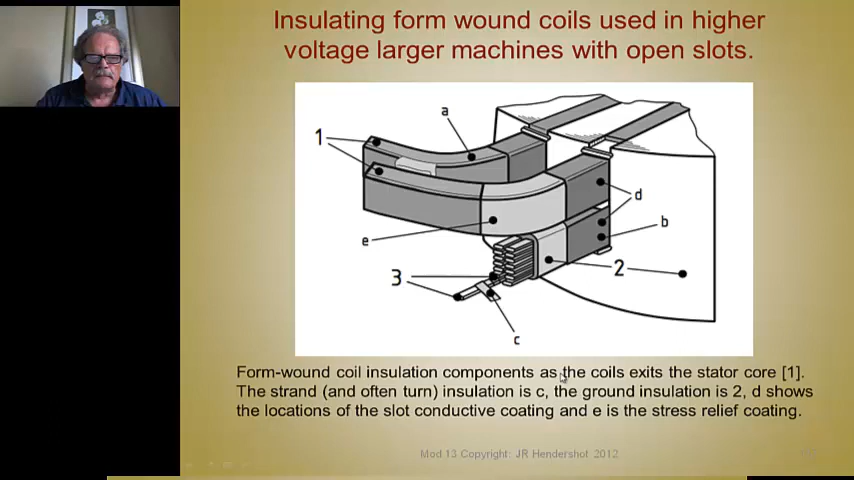 Insulating form wound coils used in higher
voltage larger machines with open slots.
a
1
d
b
e
2
3
c
Form-wound coil insulation components as the coils exits the stator core [1].
The strand (and often turn) insulation is c, the ground insulation is 2, d shows
the locations of the slot conductive coating and e is the stress relief coating.
Mod 13 Copyright: JR Hendershot 2012